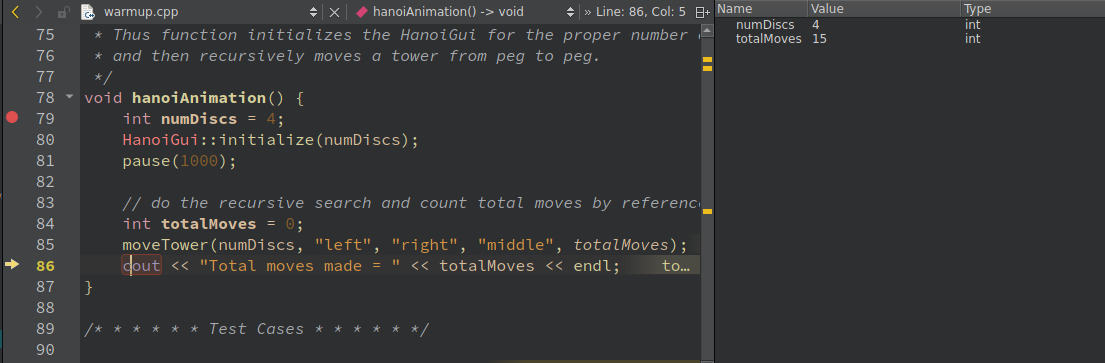 warmup.cpp hanoiAnimation() -> void » Line: 86, Col: 5
Name Value Type
numDiscs 4 int
totalMoves 15 int
75 * Thus function initializes the HanoiGui for the proper number
76 * and then recursively moves a tower from peg to peg.
77 */
78 void hanoiAnimation() {
79 int numDiscs = 4;
80 HanoiGui::initialize(numDiscs);
81 pause(1000);
82
83 // do the recursive search and count total moves by reference
84 int totalMoves = 0;
85 moveTower(numDiscs, "left", "right", "middle", totalMoves);
86 cout << "Total moves made = " << totalMoves << endl; to…
87 }
88
89 /* * * * * * Test Cases * * * * * */
90